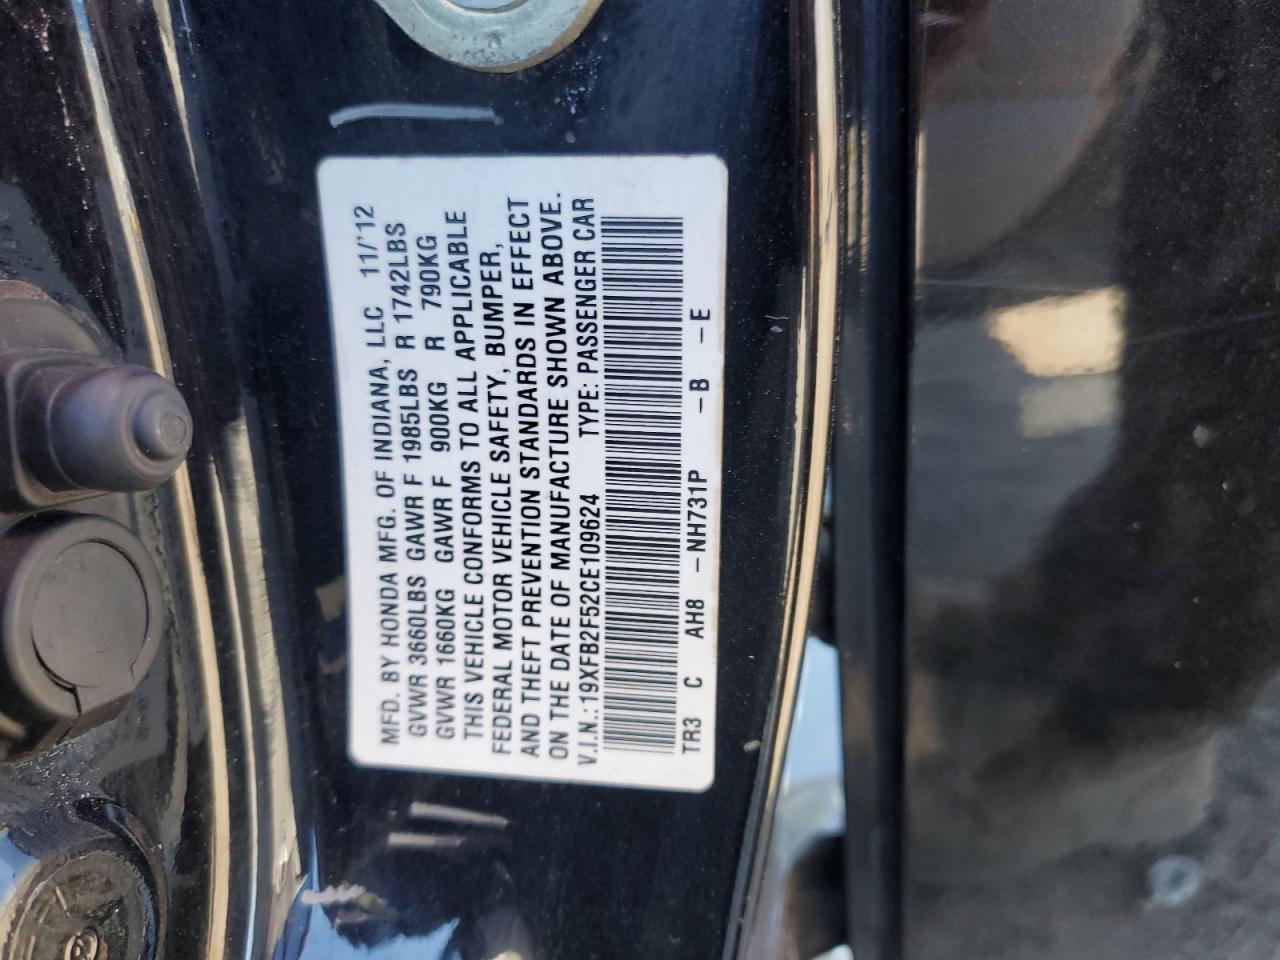 MFD. BY HONDA MFG. OF INDIANA, LLC 11/'12
GVWR 3660LBS GAWR F 1985LBS R 1742LBS
GVWR 1660KG GAWR F 900KG R 790KG
THIS VEHICLE CONFORMS TO ALL APPLICABLE
FEDERAL MOTOR VEHICLE SAFETY, BUMPER,
AND THEFT PREVENTION STANDARDS IN EFFECT
ON THE DATE OF MANUFACTURE SHOWN ABOVE.
V.I.N.: 19XFB2F52CE109624 TYPE: PASSENGER CAR
TR3 C AH8 -NH731P -B -E